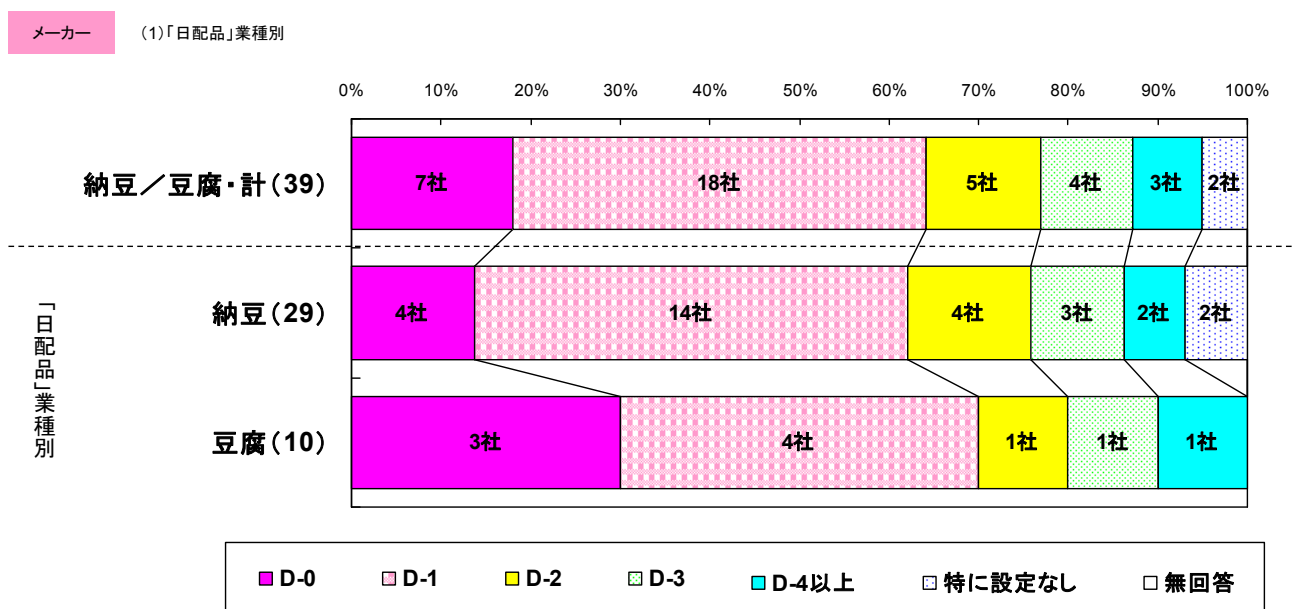 メーカー (1)「日配品」業種別
0% 10% 20% 30% 40% 50% 60% 70% 80% 90% 100%
納豆／豆腐・計(39) 7社 18社 5社 4社 3社 2社
納豆(29) 4社 14社 4社 3社 2社 2社
豆腐(10) 3社 4社 1社 1社 1社
「日配品」業種別
D-0 D-1 D-2 D-3 D-4以上 特に設定なし 無回答